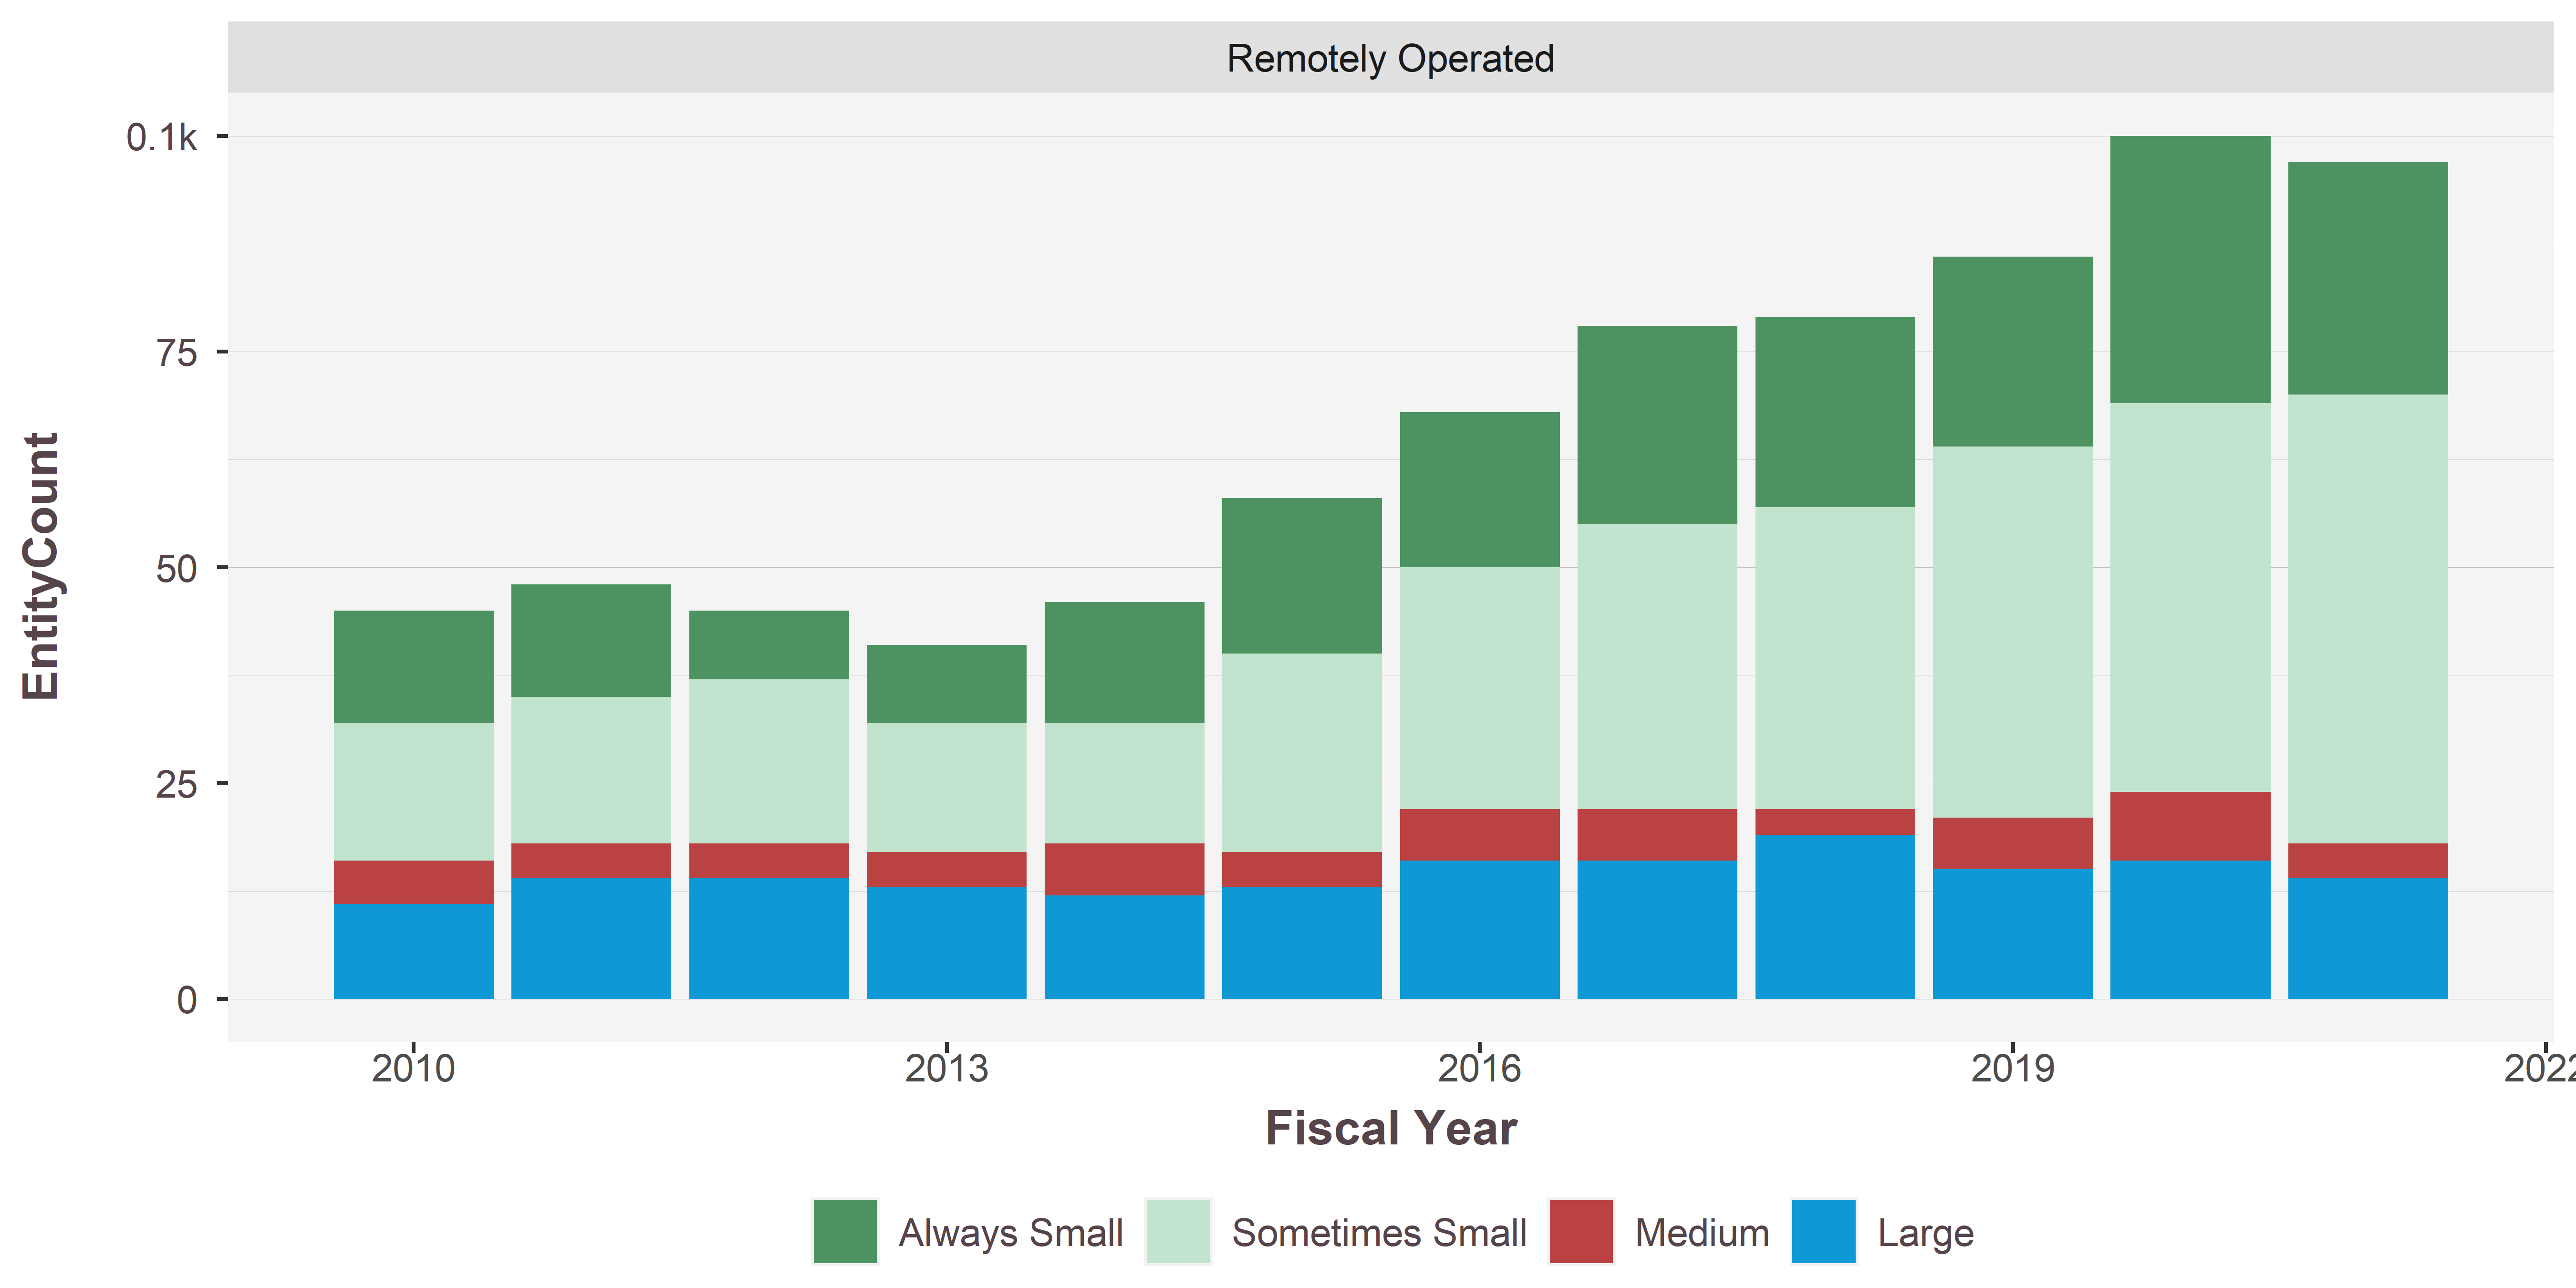 Remotely Operated
0.1k
75
50
25
0
EntityCount
2010 2013 2016 2019 2022
Fiscal Year
Always Small Sometimes Small Medium Large